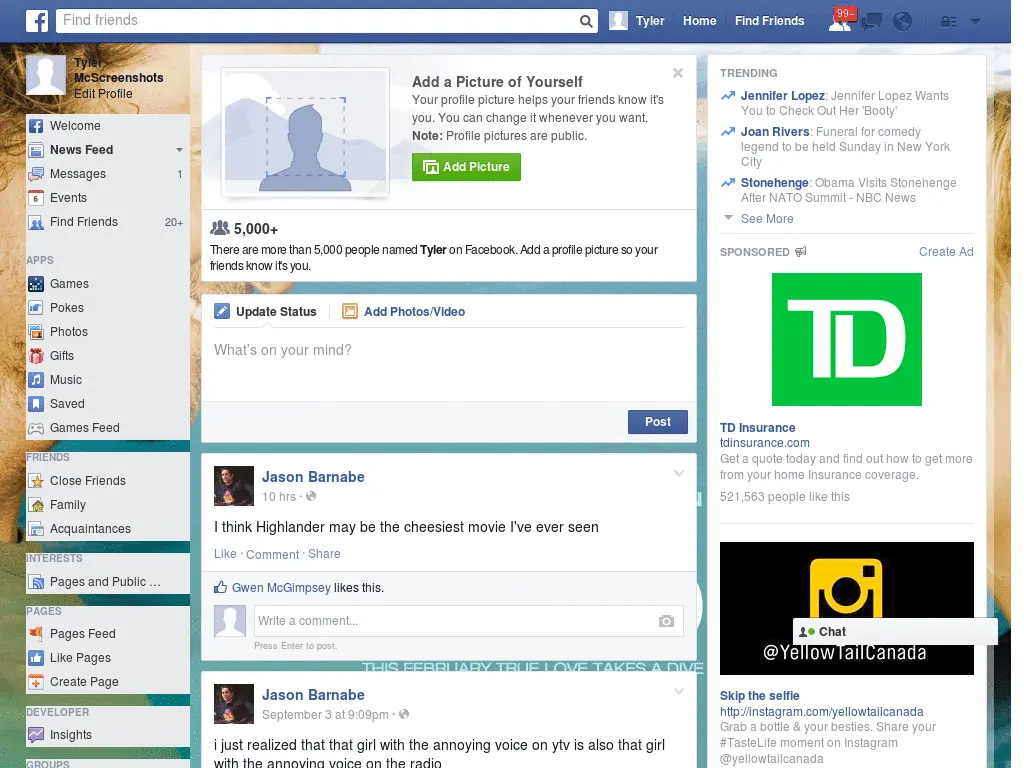 Find friends
Tyler
Home
Find Friends
99+
Tyler
McScreenshots
Edit Profile
Welcome
News Feed
Messages 1
6
Events
Find Friends 20+
APPS
Games
Pokes
Photos
Gifts
Music
Saved
Games Feed
FRIENDS
Close Friends
Family
Acquaintances
INTERESTS
Pages and Public ...
PAGES
Pages Feed
Like Pages
Create Page
DEVELOPER
Insights
GROUPS
Add a Picture of Yourself
Your profile picture helps your friends know it's
you. You can change it whenever you want.
Note: Profile pictures are public.
Add Picture
5,000+
There are more than 5,000 people named Tyler on Facebook. Add a profile picture so your
friends know it's you.
Update Status
Add Photos/Video
What's on your mind?
Post
Jason Barnabe
10 hrs ·
I think Highlander may be the cheesiest movie I've ever seen
Like · Comment · Share
Gwen McGimpsey likes this.
Write a comment...
Press Enter to post.
THIS FEBRUARY TRUE LOVE TAKES A DIVE
Jason Barnabe
September 3 at 9:09pm ·
i just realized that that girl with the annoying voice on ytv is also that girl
with the annoying voice on the radio
TRENDING
Jennifer Lopez: Jennifer Lopez Wants
You to Check Out Her 'Booty'
Joan Rivers: Funeral for comedy
legend to be held Sunday in New York
City
Stonehenge: Obama Visits Stonehenge
After NATO Summit - NBC News
See More
SPONSORED
Create Ad
TD
TD Insurance
tdinsurance.com
Get a quote today and find out how to get more
from your home Insurance coverage.
521,563 people like this
Chat
@YellowTailCanada
Skip the selfie
http://instagram.com/yellowtailcanada
Grab a bottle & your besties. Share your
#TasteLife moment on Instagram
@yellowtailcanada